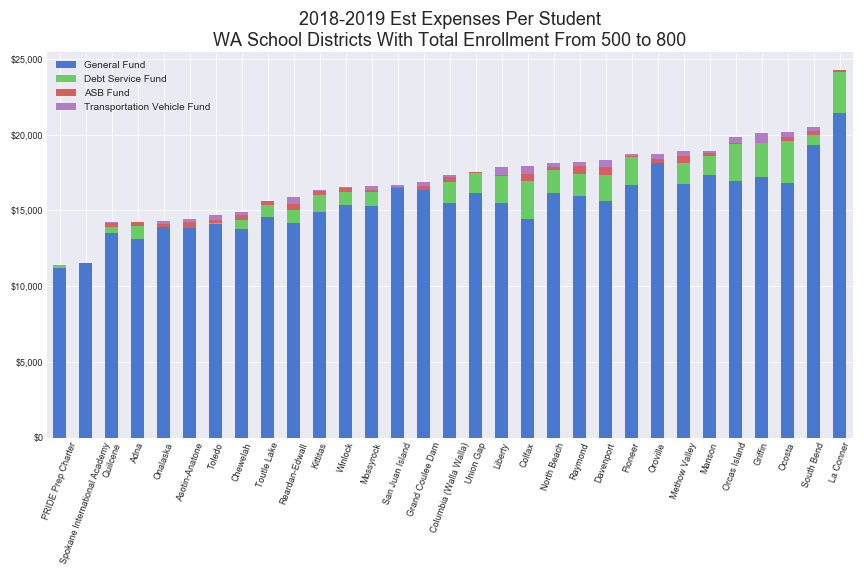 2018-2019 Est Expenses Per Student
WA School Districts With Total Enrollment From 500 to 800
General Fund
Debt Service Fund
ASB Fund
Transportation Vehicle Fund
$25,000
$20,000
$15,000
$10,000
$5,000
$0
PRIDE Prep Charter
Spokane International Academy
Quilcene
Adna
Onalaska
Asotin-Anatone
Toledo
Chewelah
Toutle Lake
Reardan-Edwall
Kittitas
Winlock
Mossyrock
San Juan Island
Grand Coulee Dam
Columbia (Walla Walla)
Union Gap
Liberty
Colfax
North Beach
Raymond
Davenport
Pioneer
Oroville
Methow Valley
Manson
Orcas Island
Griffin
Ocosta
South Bend
La Conner